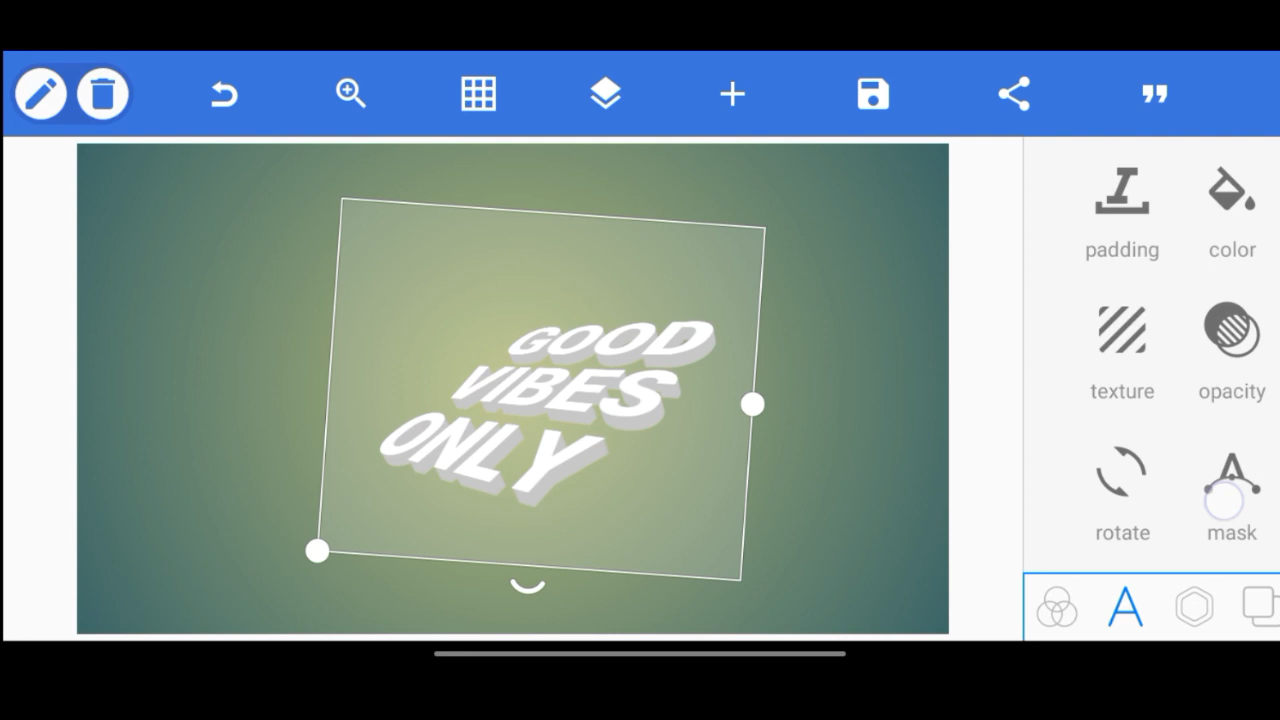 padding
color
GOOD
VIBES
ONLY
texture
opacity
rotate
mask